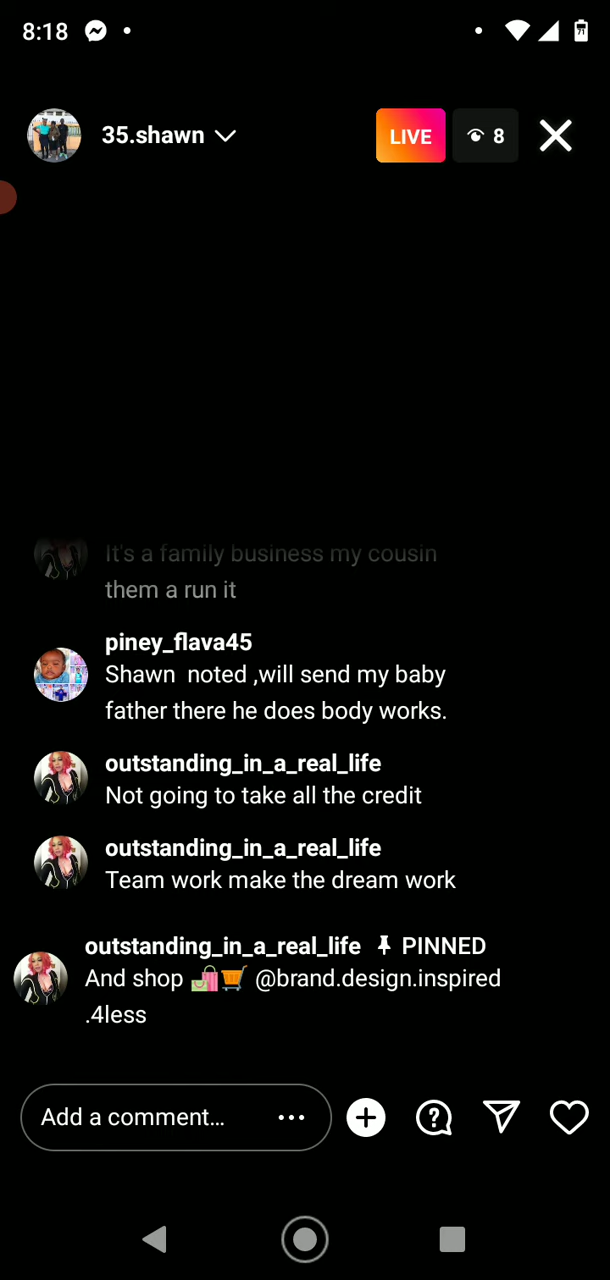 8:18
71
35.shawn
LIVE
8
It's a family business my cousin
them a run it
piney_flava45
Shawn  noted ,will send my baby
father there he does body works.
outstanding_in_a_real_life
Not going to take all the credit
outstanding_in_a_real_life
Team work make the dream work
outstanding_in_a_real_life PINNED
And shop 🛍️🛒 @brand.design.inspired
.4less
Add a comment...